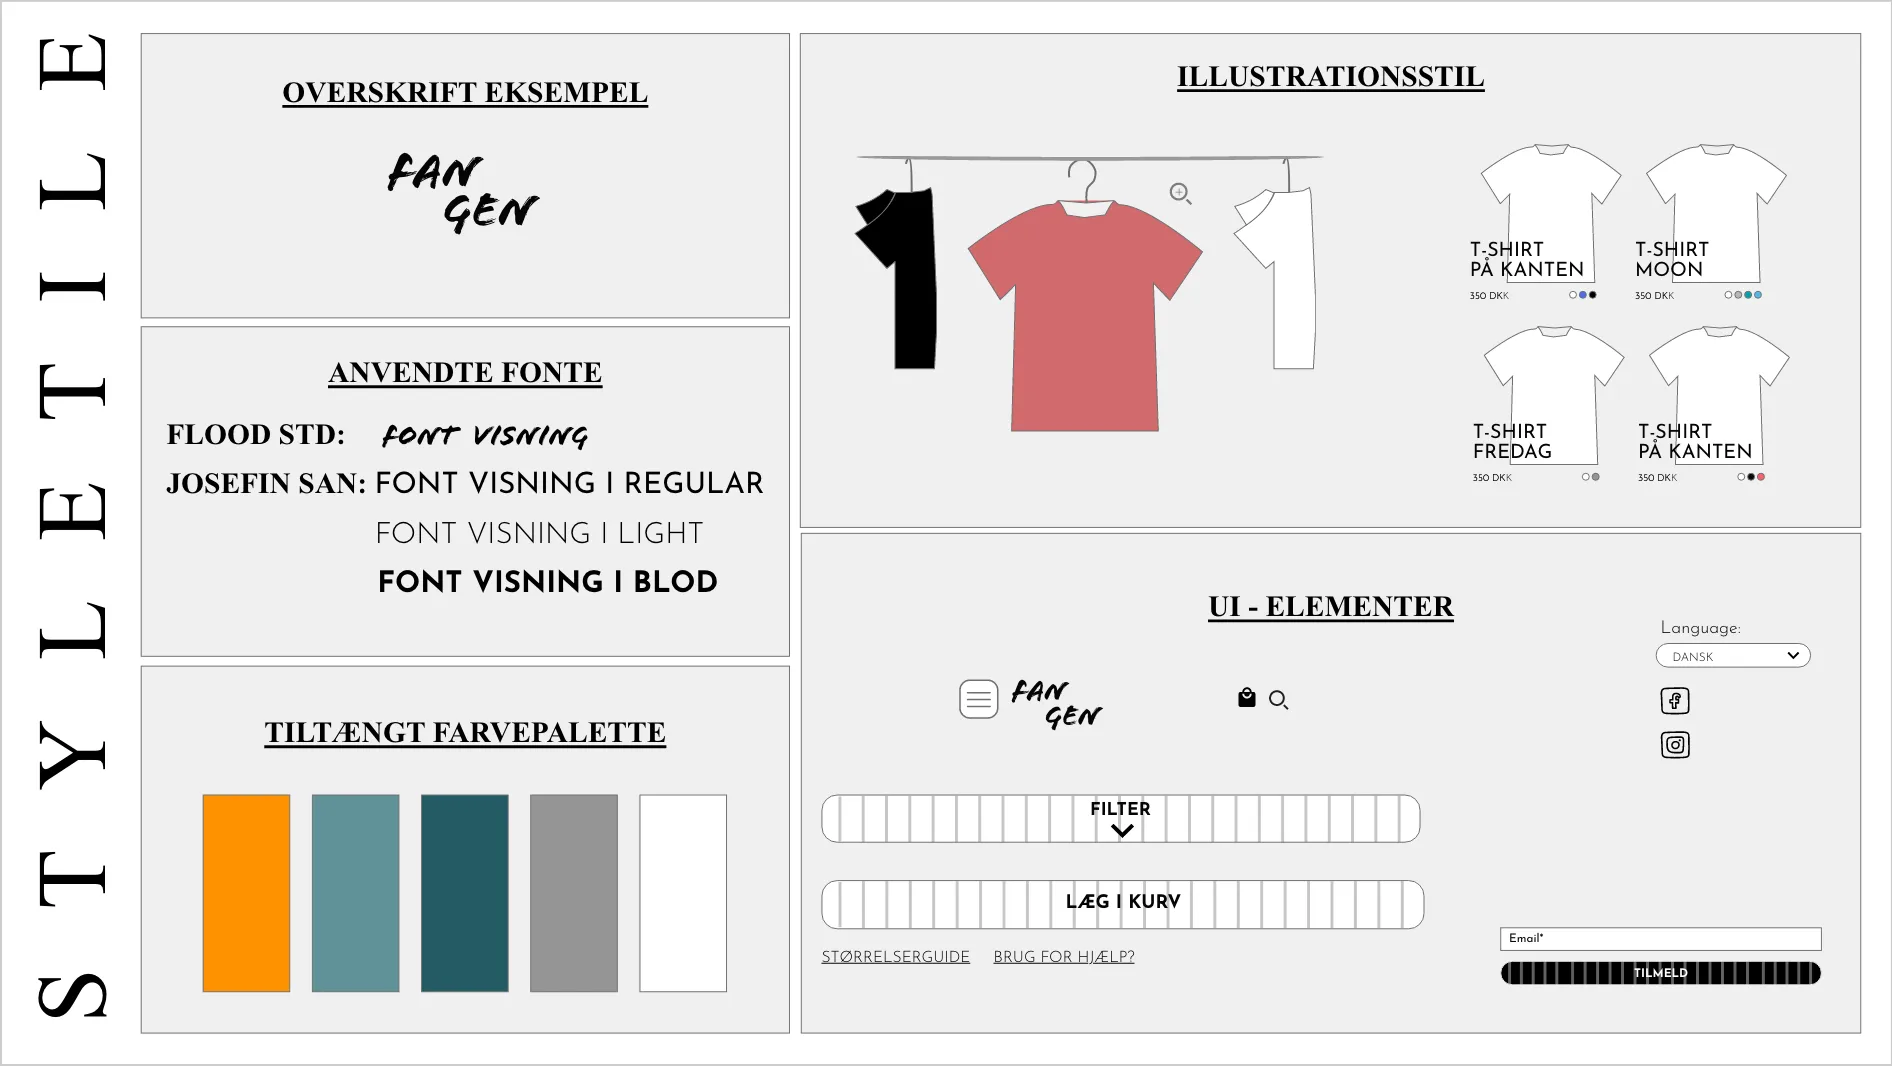 STYLETILE
OVERSKRIFT EKSEMPEL
FAN
GEN
ANVENDTE FONTE
FLOOD STD: FONT VISNING
JOSEFIN SAN: FONT VISNING I REGULAR
FONT VISNING I LIGHT
FONT VISNING I BLOD
TILTÆNGT FARVEPALETTE
ILLUSTRATIONSSTIL
T-SHIRT
PÅ KANTEN
350 DKK
T-SHIRT
MOON
350 DKK
T-SHIRT
FREDAG
350 DKK
T-SHIRT
PÅ KANTEN
350 DKK
UI - ELEMENTER
Language:
DANSK
FAN
GEN
FILTER
LÆG I KURV
STØRRELSERGUIDE BRUG FOR HJÆLP?
Email*
TILMELD